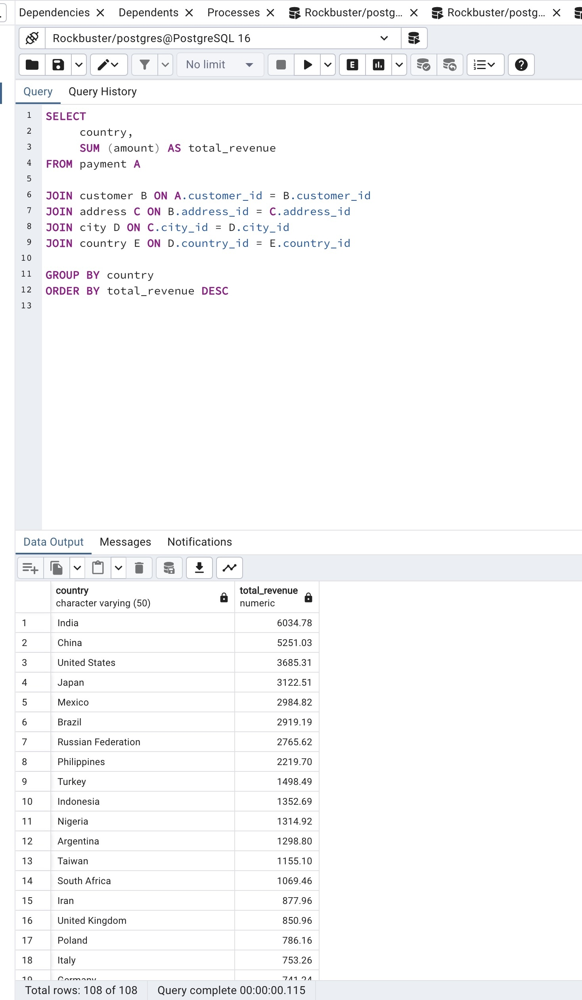 Dependencies Dependents Processes Rockbuster/postg... Rockbuster/postg...
Rockbuster/postgres@PostgreSQL 16
No limit E
Query Query History
1 SELECT
2 country,
3 SUM (amount) AS total_revenue
4 FROM payment A
5
6 JOIN customer B ON A.customer_id = B.customer_id
7 JOIN address C ON B.address_id = C.address_id
8 JOIN city D ON C.city_id = D.city_id
9 JOIN country E ON D.country_id = E.country_id
10
11 GROUP BY country
12 ORDER BY total_revenue DESC
13
Data Output Messages Notifications
country total_revenue
character varying (50) numeric
1 India 6034.78
2 China 5251.03
3 United States 3685.31
4 Japan 3122.51
5 Mexico 2984.82
6 Brazil 2919.19
7 Russian Federation 2765.62
8 Philippines 2219.70
9 Turkey 1498.49
10 Indonesia 1352.69
11 Nigeria 1314.92
12 Argentina 1298.80
13 Taiwan 1155.10
14 South Africa 1069.46
15 Iran 877.96
16 United Kingdom 850.96
17 Poland 786.16
18 Italy 753.26
19 Germany 741.24
Total rows: 108 of 108 Query complete 00:00:00.115